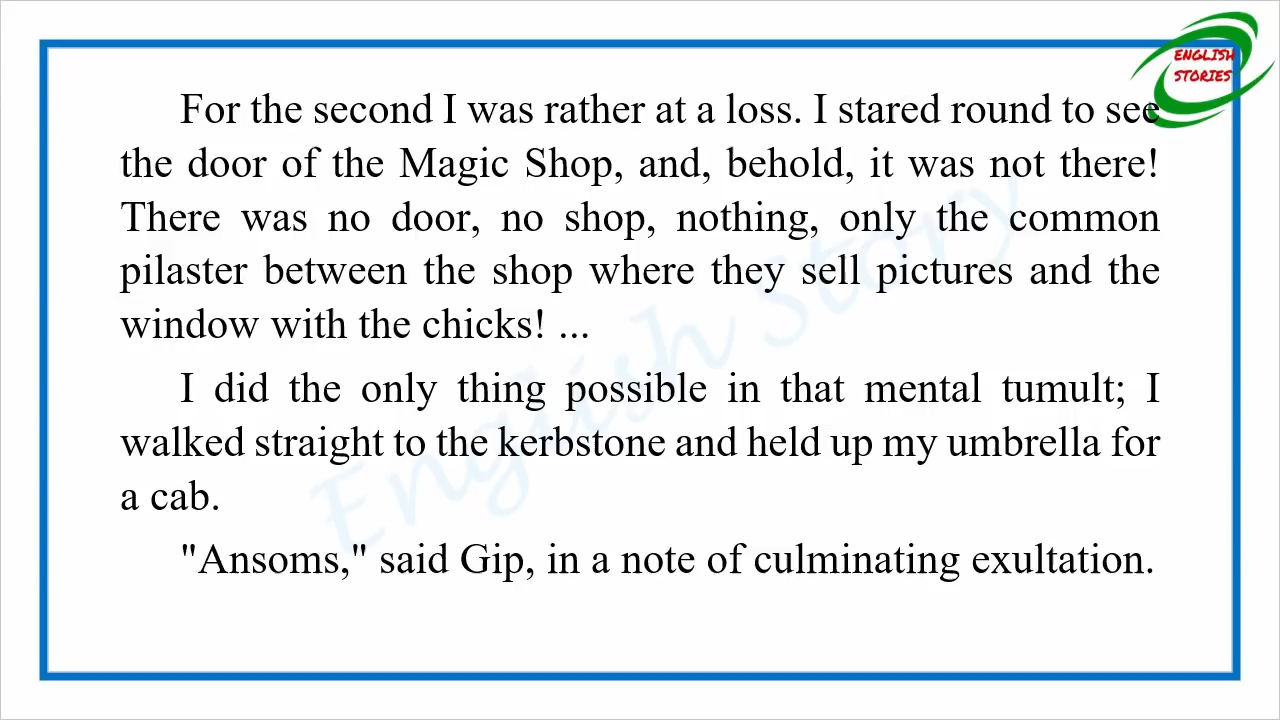 ENGLISH
STORIES
For the second I was rather at a loss. I stared round to see
the door of the Magic Shop, and, behold, it was not there!
There was no door, no shop, nothing, only the common
pilaster between the shop where they sell pictures and the
window with the chicks! ...
I did the only thing possible in that mental tumult; I
walked straight to the kerbstone and held up my umbrella for
a cab.
"Ansoms," said Gip, in a note of culminating exultation.
English Story